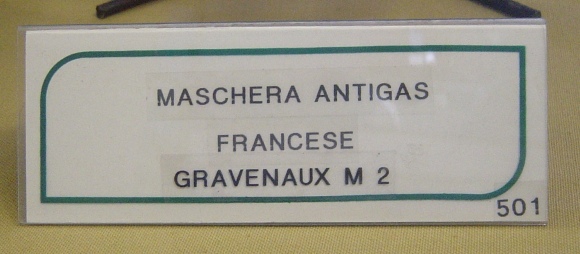 MASCHERA ANTIGAS
FRANCESE
GRAVENAUX M 2
501